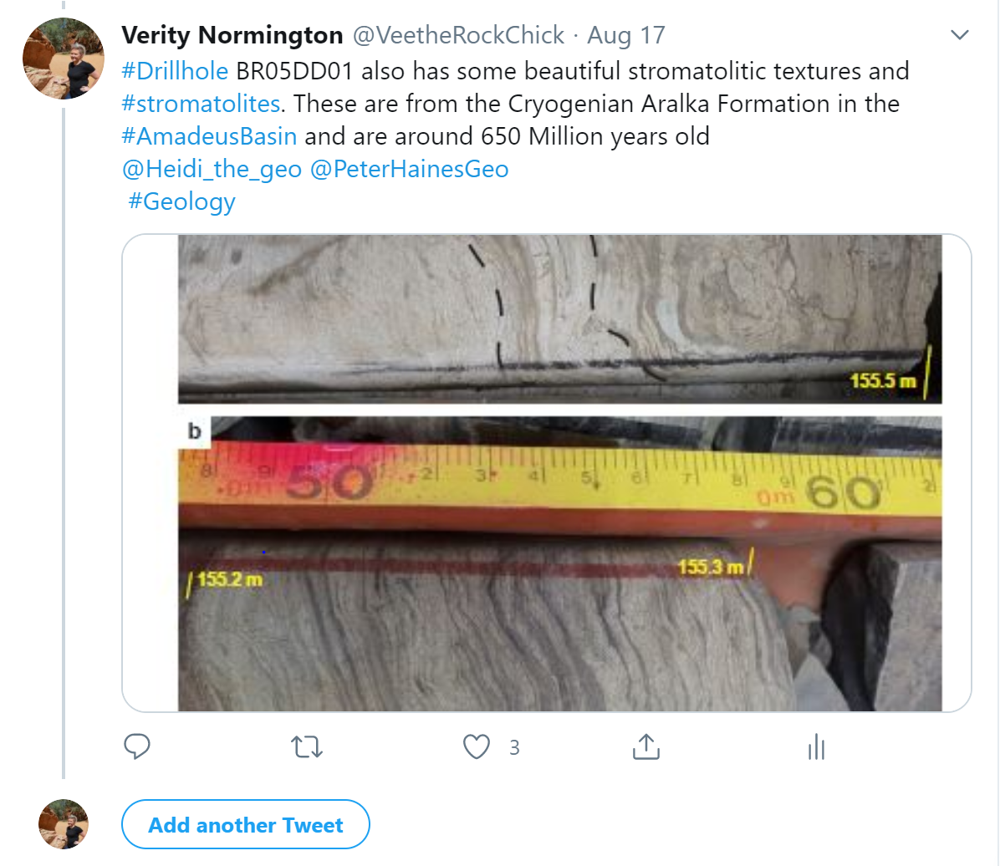 Verity Normington @VeetheRockChick · Aug 17
#Drillhole BR05DD01 also has some beautiful stromatolitic textures and
#stromatolites. These are from the Cryogenian Aralka Formation in the
#AmadeusBasin and are around 650 Million years old
@Heidi_the_geo @PeterHainesGeo
#Geology
155.5 m
b
8 9 50 1 2 3 4 5 6 7 8 9 60 1 2
0m 0m
155.2 m 155.3 m
3
Add another Tweet